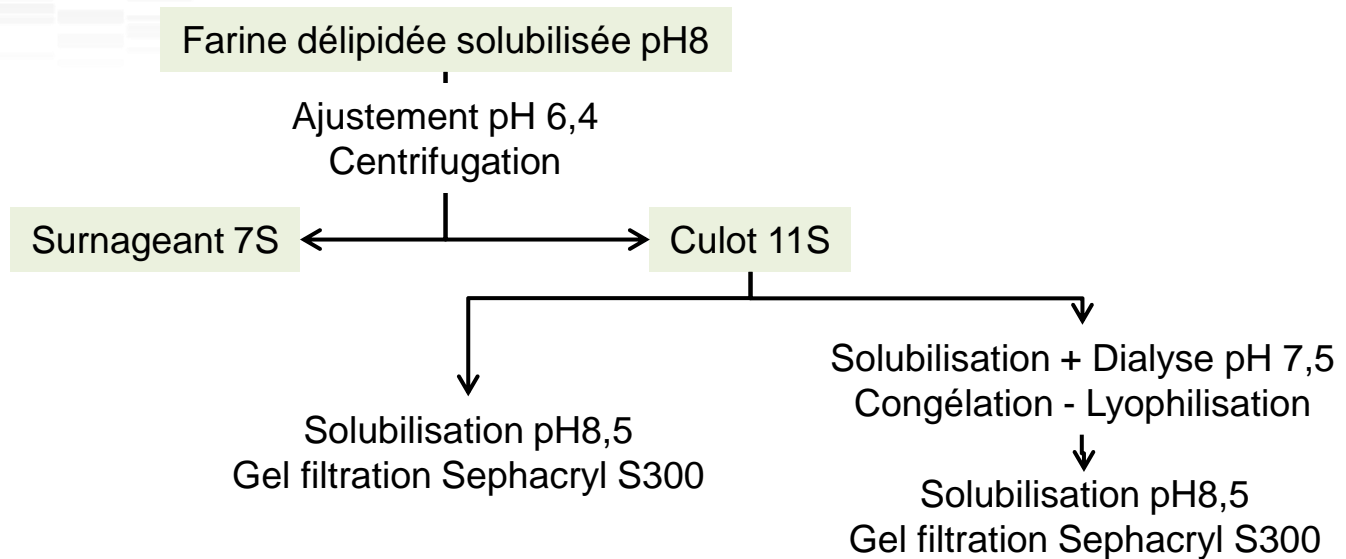 Farine délipidée solubilisée pH8
Ajustement pH 6,4
Centrifugation
Surnageant 7S
Culot 11S
Solubilisation pH8,5
Gel filtration Sephacryl S300
Solubilisation + Dialyse pH 7,5
Congélation - Lyophilisation
Solubilisation pH8,5
Gel filtration Sephacryl S300